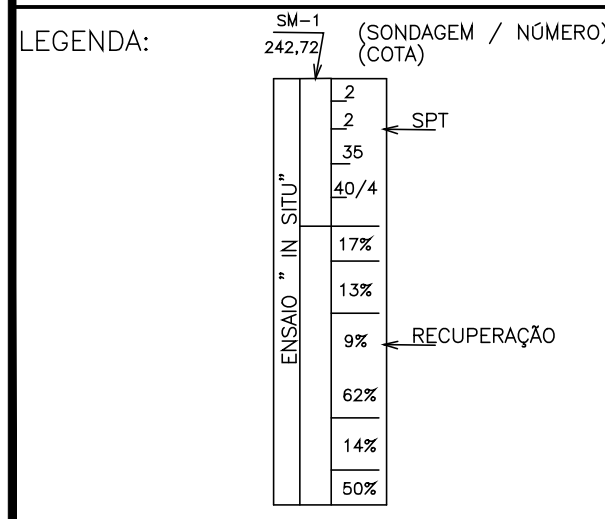 LEGENDA:
SM-1
242,72
(SONDAGEM / NÚMERO)
(COTA)
2
2
SPT
35
40/4
ENSAIO " IN SITU"
17%
13%
9%
RECUPERAÇÃO
62%
14%
50%